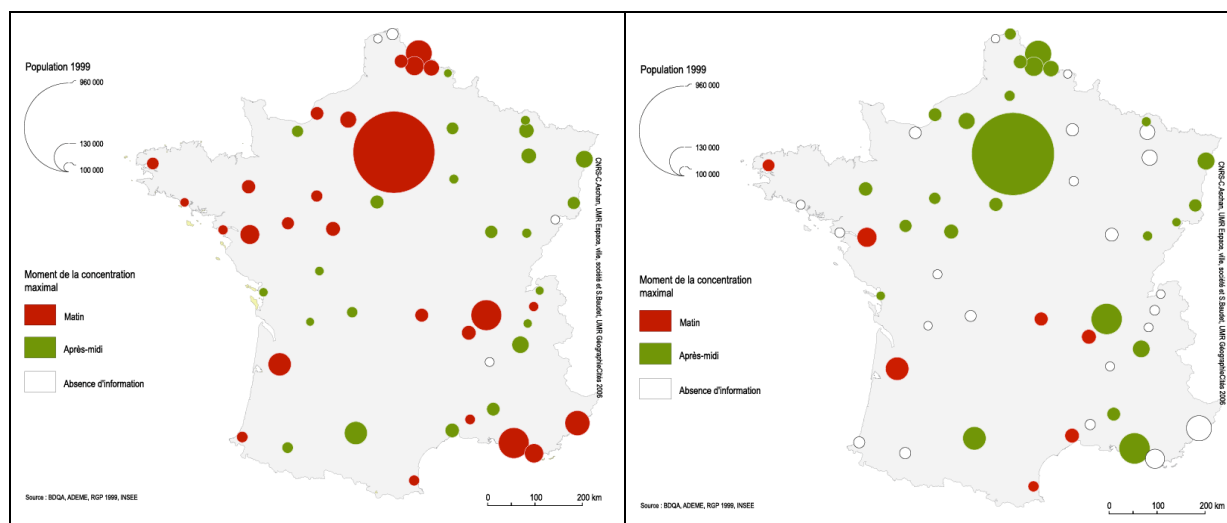 Population 1999
960 000
130 000
100 000
Moment de la concentration
maximal
Matin
Après-midi
Absence d'information
Source : BDQA, ADEME, RGP 1999, INSEE
0 100 200 km
CNRS-C.Aschan, UMR Espace, ville, société et S.Baudet, UMR GéographieCités 2006
Population 1999
960 000
130 000
100 000
Moment de la concentration
maximal
Matin
Après-midi
Absence d'information
Source : BDQA, ADEME, RGP 1999, INSEE
0 100 200 km
CNRS-C.Aschan, UMR Espace, ville, société et S.Baudet, UMR GéographieCités 2006